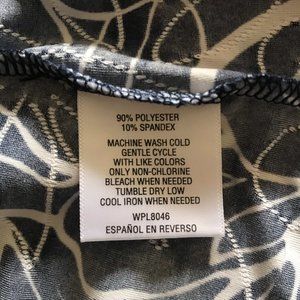 90% POLYESTER
10% SPANDEX
MACHINE WASH COLD
GENTLE CYCLE
WITH LIKE COLORS
ONLY NON-CHLORINE
BLEACH WHEN NEEDED
TUMBLE DRY LOW
COOL IRON WHEN NEEDED
WPL8046
ESPAÑOL EN REVERSO